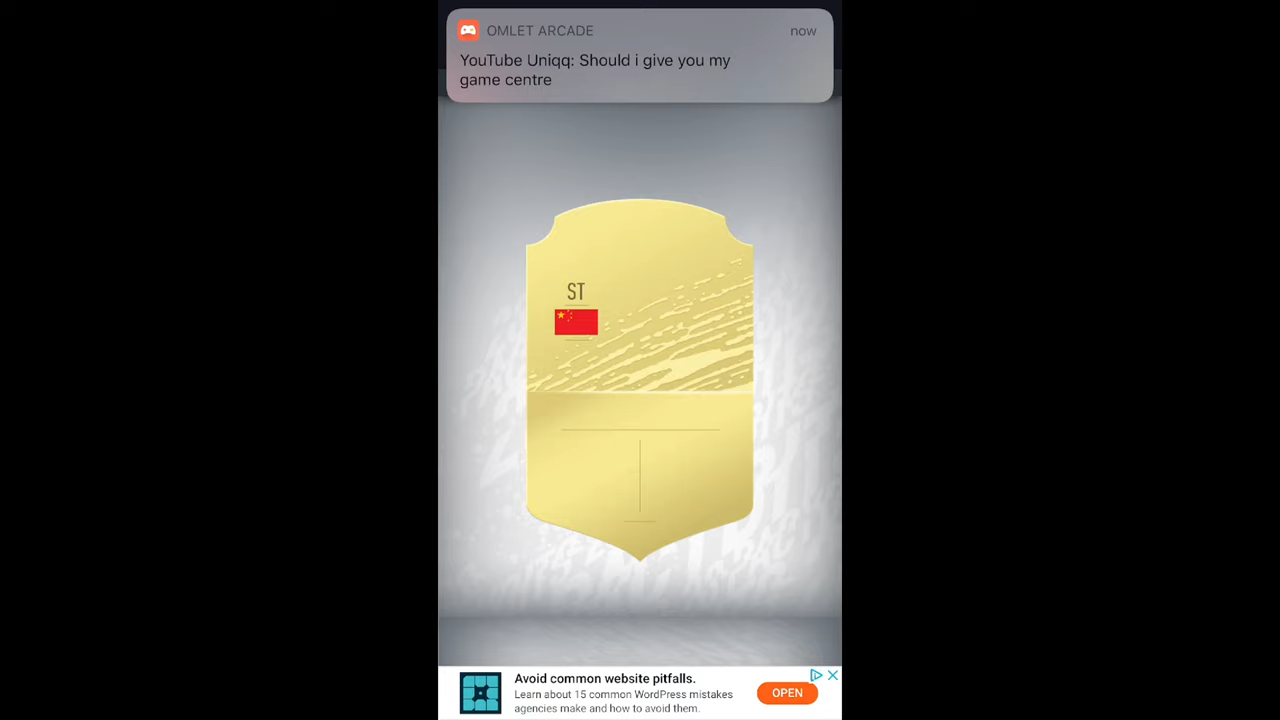 OMLET ARCADE
now
YouTube Uniqq: Should i give you my
game centre
ST
Avoid common website pitfalls.
Learn about 15 common WordPress mistakes
agencies make and how to avoid them.
OPEN